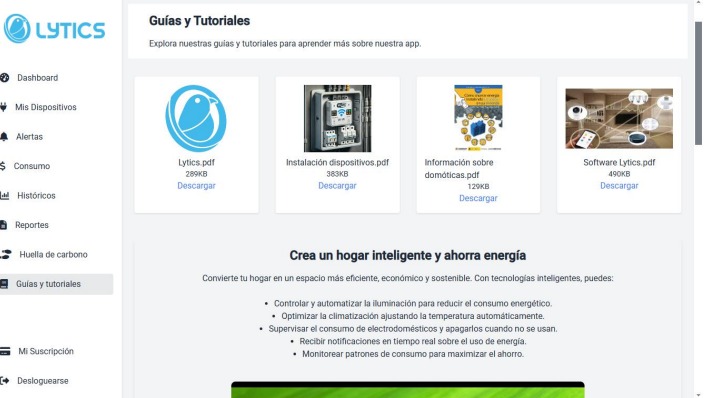 LYTICS
Dashboard
Mis Dispositivos
Alertas
Consumo
Históricos
Reportes
Huella de carbono
Guías y tutoriales
Mi Suscripción
Desloguearse
Guías y Tutoriales
Explora nuestras guías y tutoriales para aprender más sobre nuestra app.
Lytics.pdf
289KB
Descargar
Instalación dispositivos.pdf
383KB
Descargar
Información sobre
domóticas.pdf
129KB
Descargar
Software Lytics.pdf
490KB
Descargar
Crea un hogar inteligente y ahorra energía
Convierte tu hogar en un espacio más eficiente, económico y sostenible. Con tecnologías inteligentes, puedes:
• Controlar y automatizar la iluminación para reducir el consumo energético.
• Optimizar la climatización ajustando la temperatura automáticamente.
• Supervisar el consumo de electrodomésticos y apagarlos cuando no se usan.
• Recibir notificaciones en tiempo real sobre el uso de energía.
• Monitorear patrones de consumo para maximizar el ahorro.